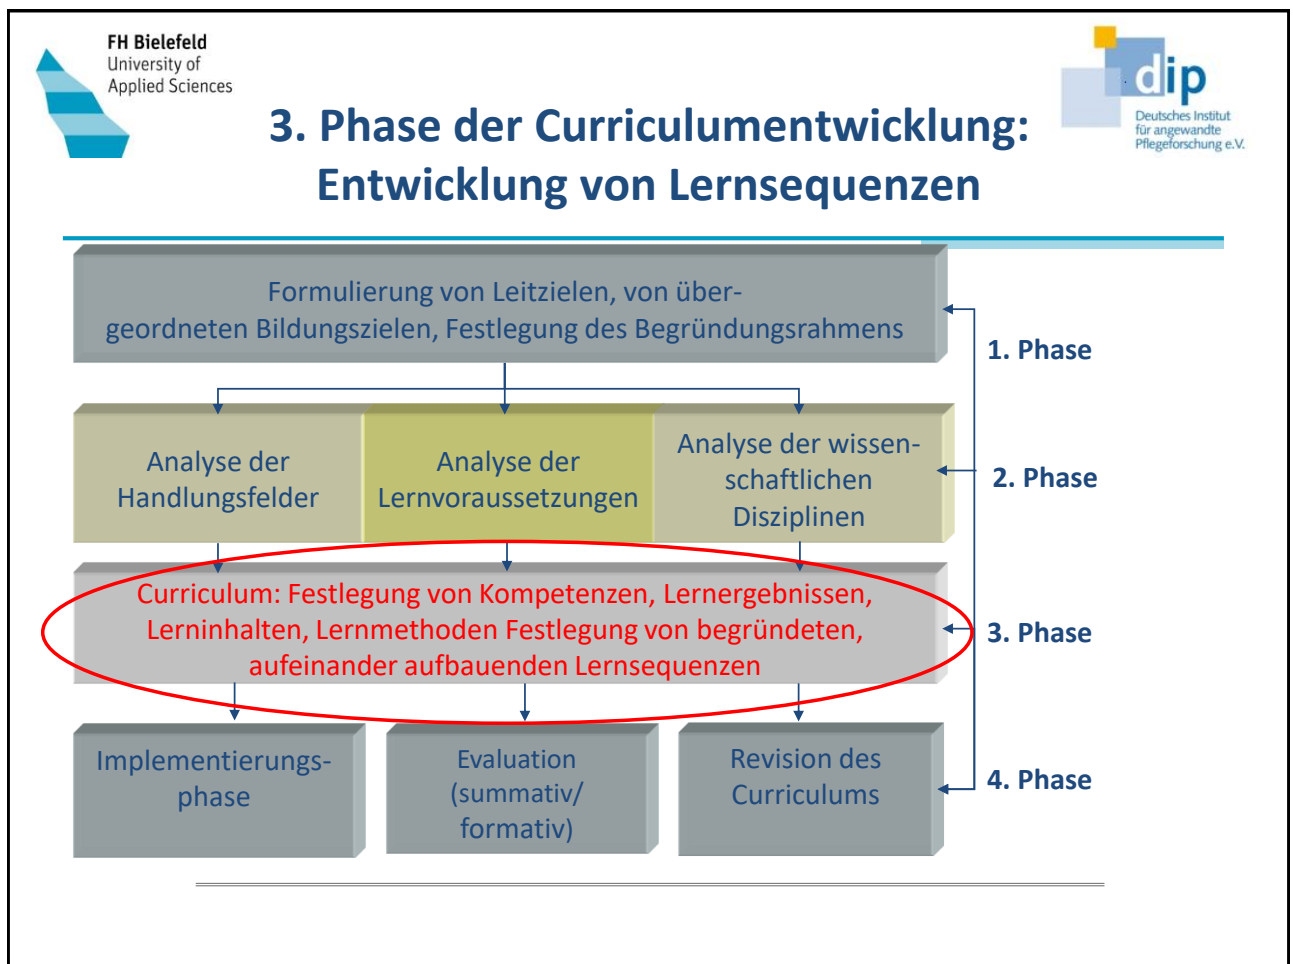 FH Bielefeld
University of
Applied Sciences
dip
Deutsches Institut
für angewandte
Pflegeforschung e.V.
3. Phase der Curriculumentwicklung:
Entwicklung von Lernsequenzen
Formulierung von Leitzielen, von über-
geordneten Bildungszielen, Festlegung des Begründungsrahmens
1. Phase
Analyse der
Handlungsfelder
Analyse der
Lernvoraussetzungen
Analyse der wissen-
schaftlichen
Disziplinen
2. Phase
Curriculum: Festlegung von Kompetenzen, Lernergebnissen,
Lerninhalten, Lernmethoden Festlegung von begründeten,
aufeinander aufbauenden Lernsequenzen
3. Phase
Implementierungs-
phase
Evaluation
(summativ/
formativ)
Revision des
Curriculums
4. Phase